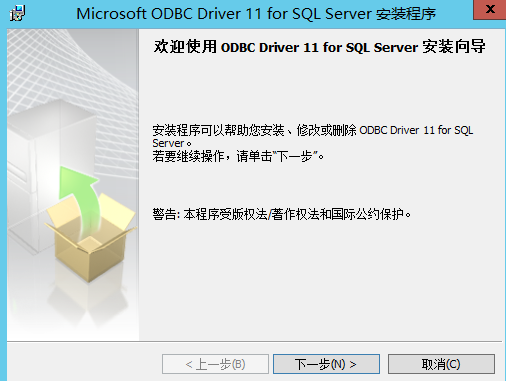 Microsoft ODBC Driver 11 for SQL Server 安装程序
x
欢迎使用 ODBC Driver 11 for SQL Server 安装向导
安装程序可以帮助您安装、修改或删除 ODBC Driver 11 for SQL
Server。
若要继续操作，请单击“下一步”。
警告: 本程序受版权法/著作权法和国际公约保护。
< 上一步(B)
下一步(N) >
取消(C)